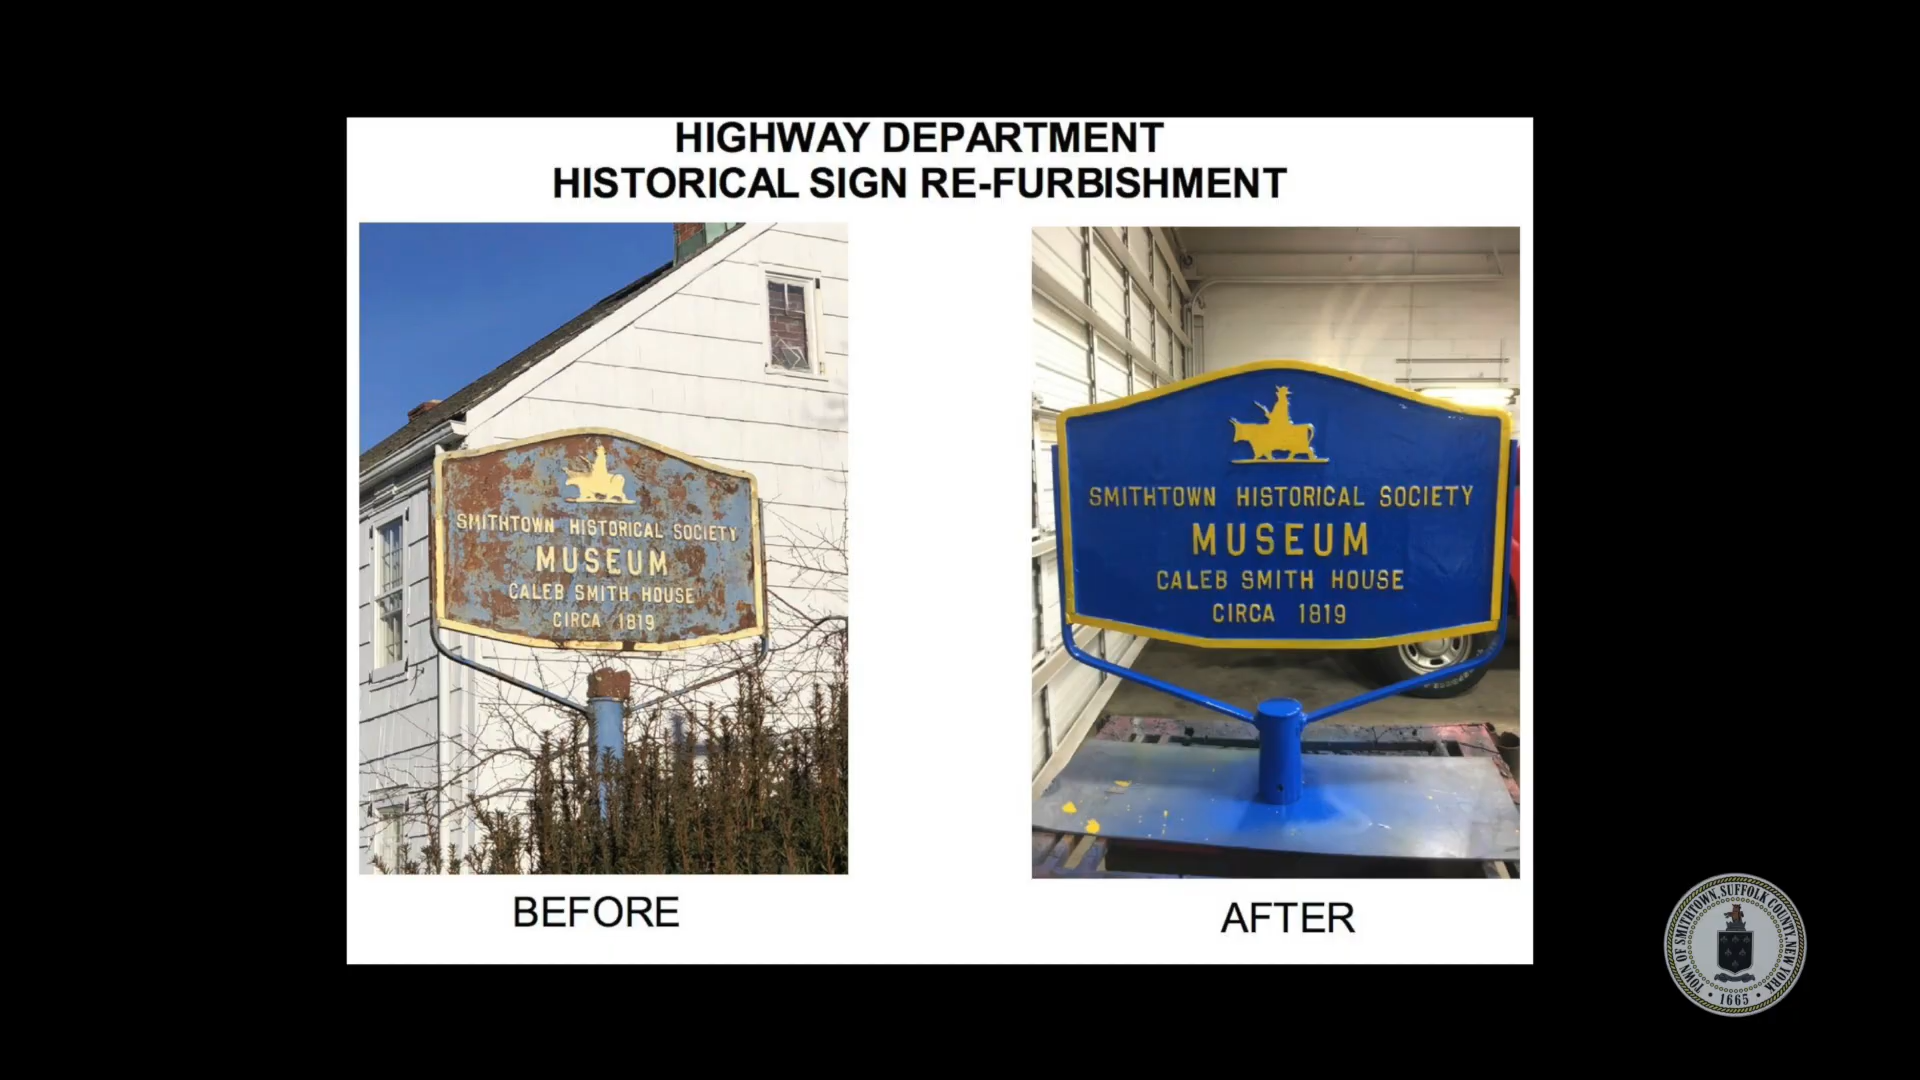 HIGHWAY DEPARTMENT
HISTORICAL SIGN RE-FURBISHMENT
SMITHTOWN HISTORICAL SOCIETY
MUSEUM
CALEB SMITH HOUSE
CIRCA 1819
SMITHTOWN HISTORICAL SOCIETY
MUSEUM
CALEB SMITH HOUSE
CIRCA 1819
BEFORE
AFTER
TOWN OF SMITHTOWN, SUFFOLK COUNTY, NEW YORK
• 1665 •